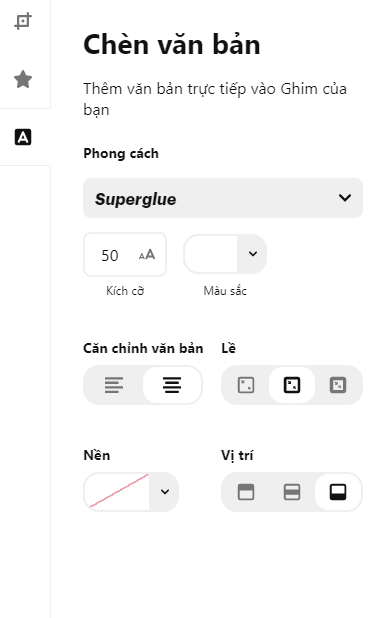 Chèn văn bản
Thêm văn bản trực tiếp vào Ghim của
bạn
Phong cách
Superglue
50 AA
Kích cỡ Màu sắc
Căn chỉnh văn bản Lề
Nền Vị trí